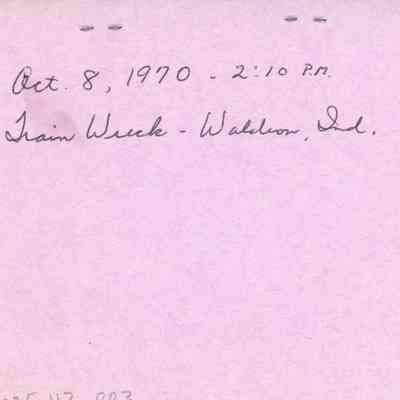 Oct. 8, 1970 - 2:10 P.M.
Train Wreck - Waldron, Ind.